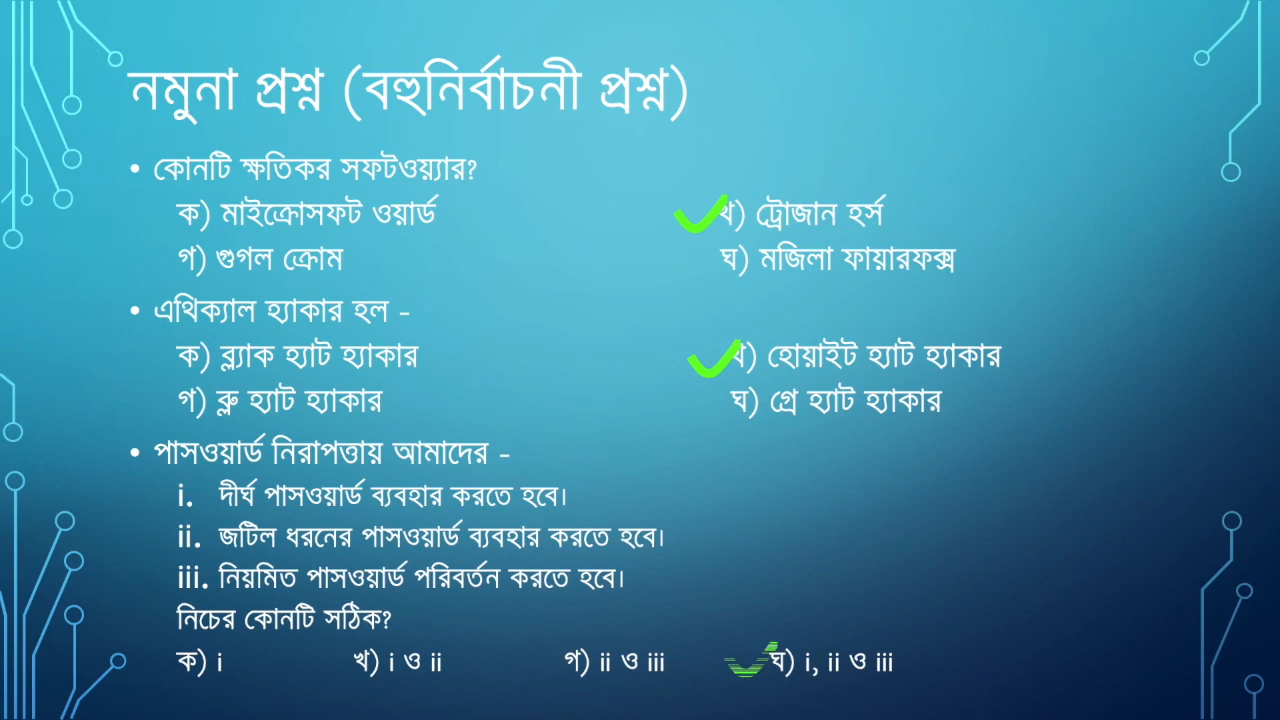 নমুনা প্রশ্ন (বহুনির্বাচনী প্রশ্ন)
• কোনটি ক্ষতিকর সফটওয়্যার?
ক) মাইক্রোসফট ওয়ার্ড খ) ট্রোজান হর্স
গ) গুগল ক্রোম ঘ) মজিলা ফায়ারফক্স
• এথিক্যাল হ্যাকার হল -
ক) ব্ল্যাক হ্যাট হ্যাকার খ) হোয়াইট হ্যাট হ্যাকার
গ) ব্লু হ্যাট হ্যাকার ঘ) গ্রে হ্যাট হ্যাকার
• পাসওয়ার্ড নিরাপত্তায় আমাদের -
i. দীর্ঘ পাসওয়ার্ড ব্যবহার করতে হবে।
ii. জটিল ধরনের পাসওয়ার্ড ব্যবহার করতে হবে।
iii. নিয়মিত পাসওয়ার্ড পরিবর্তন করতে হবে।
নিচের কোনটি সঠিক?
ক) i খ) i ও ii গ) ii ও iii ঘ) i, ii ও iii